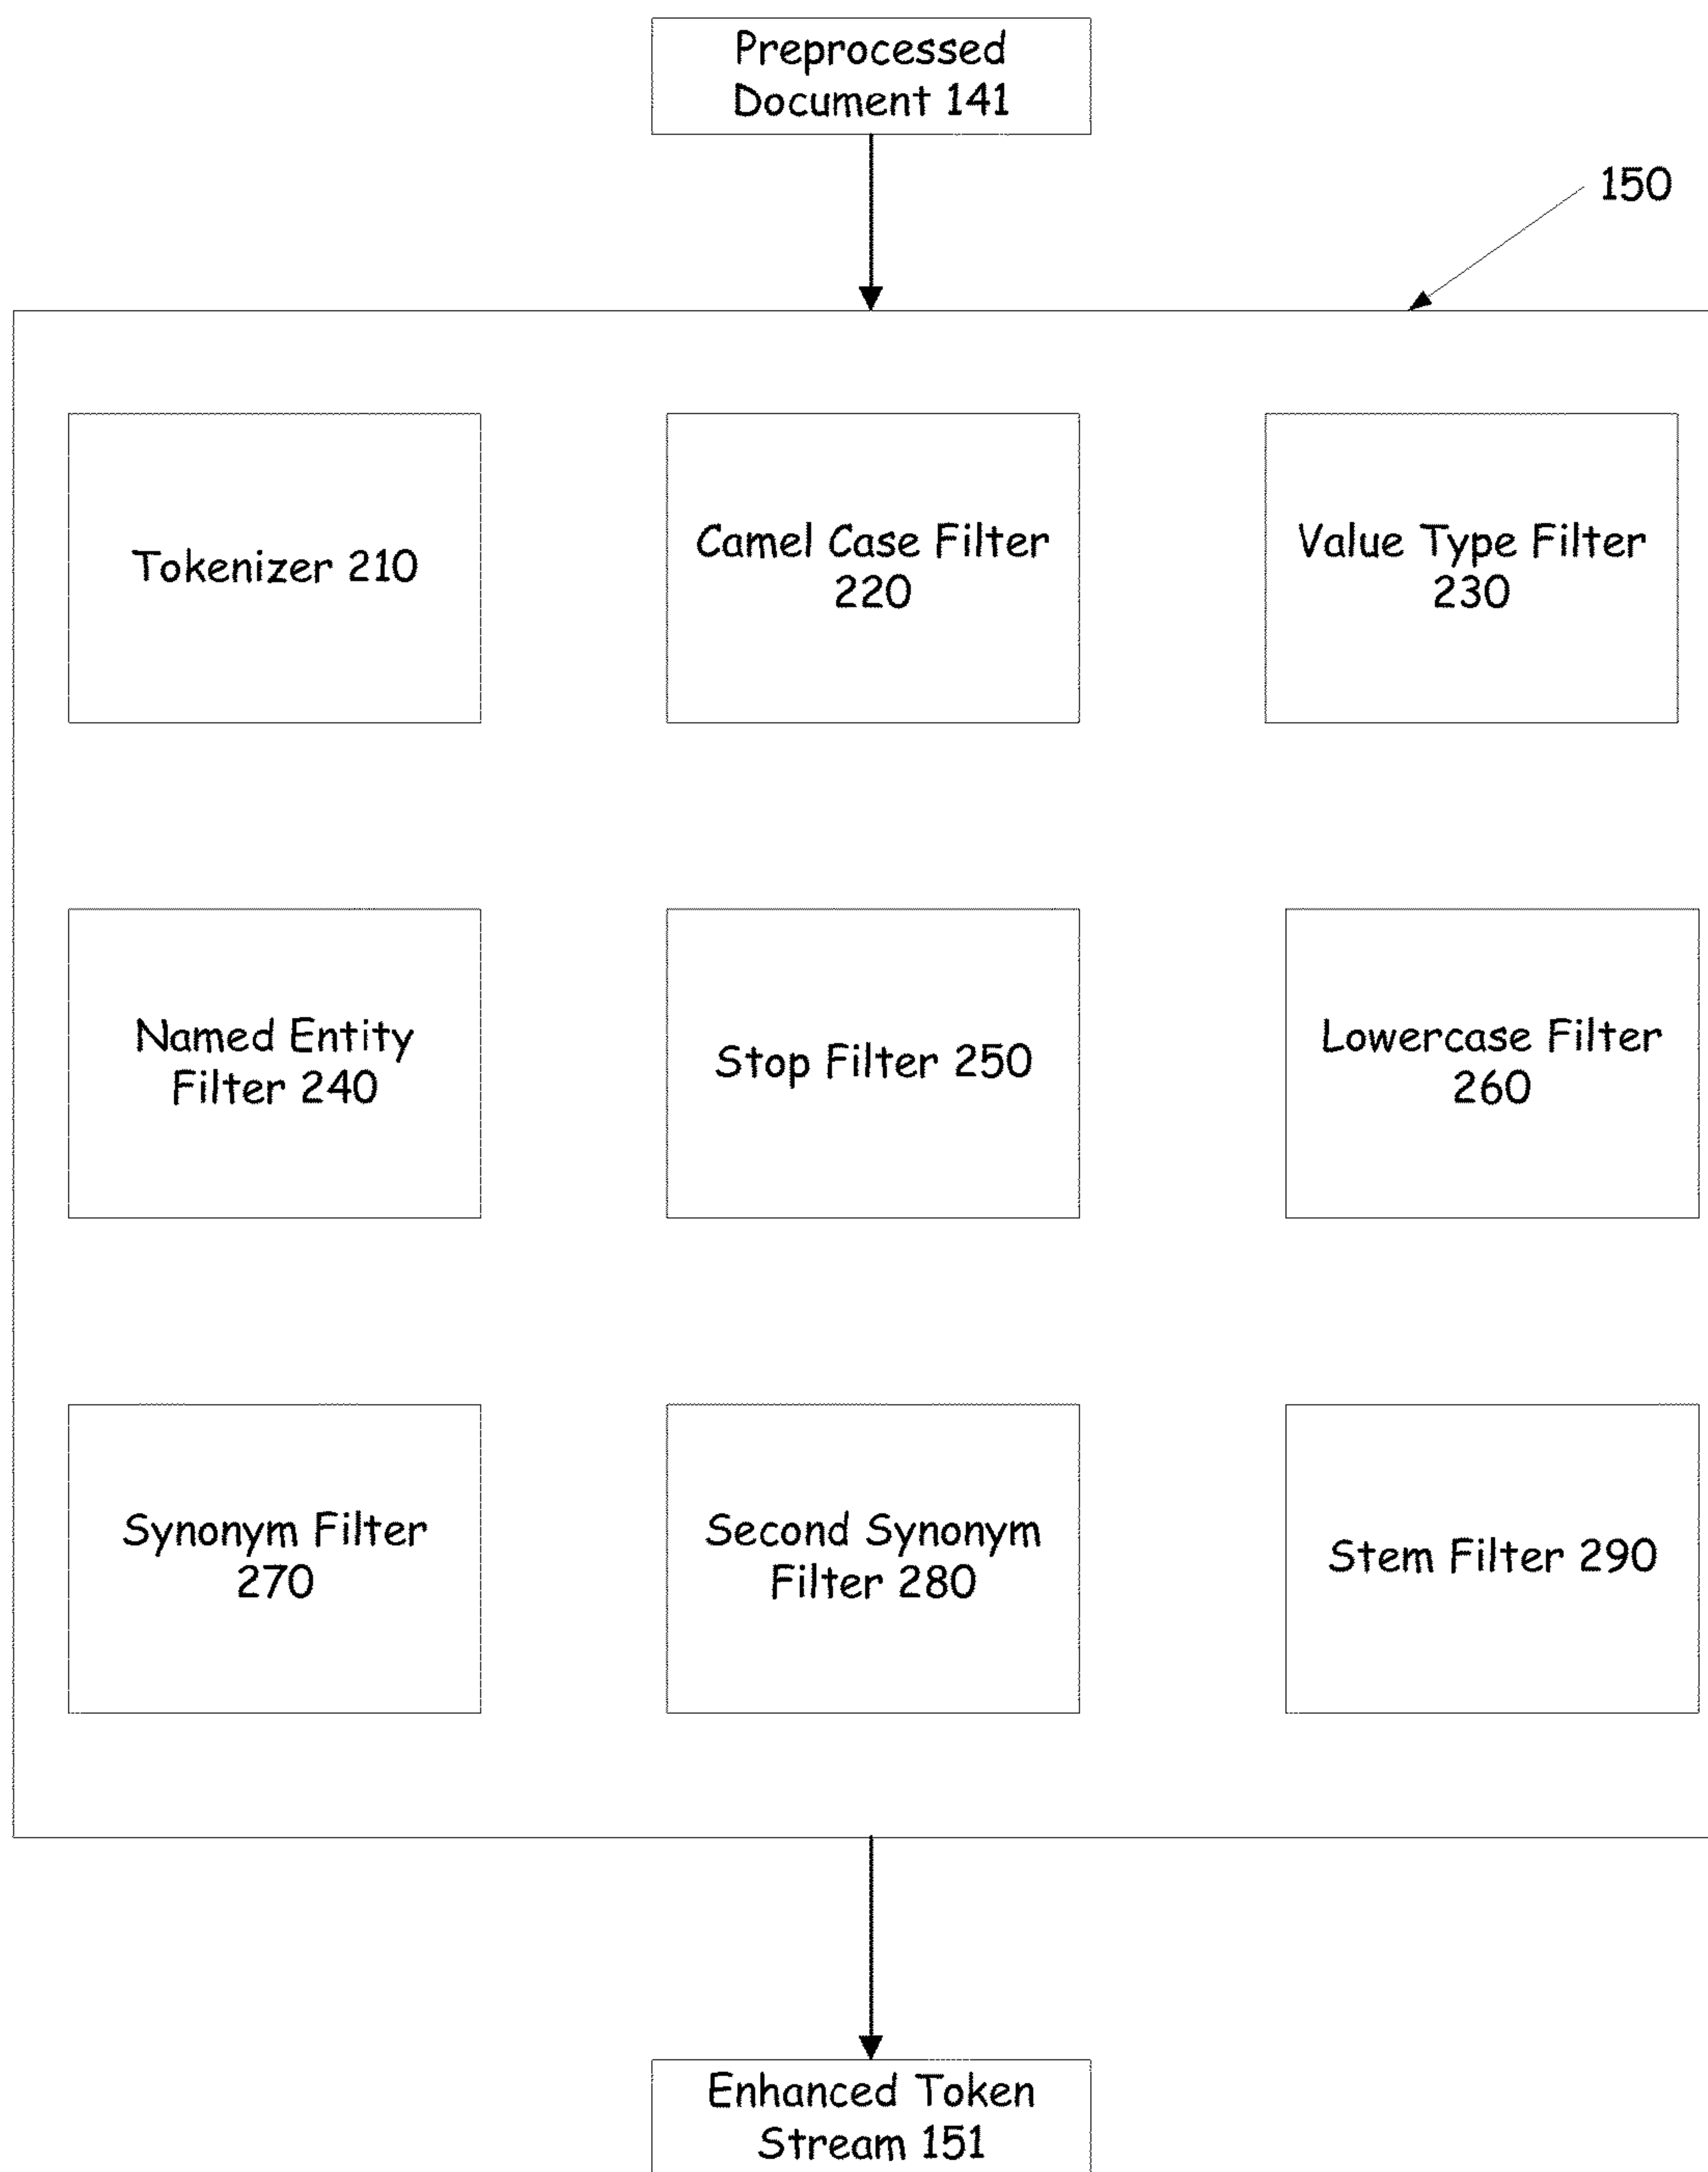 Preprocessed
Document 141
150
Tokenizer 210
Camel Case Filter
220
Value Type Filter
230
Named Entity
Filter 240
Stop Filter 250
Lowercase Filter
260
Synonym Filter
270
Second Synonym
Filter 280
Stem Filter 290
Enhanced Token
Stream 151